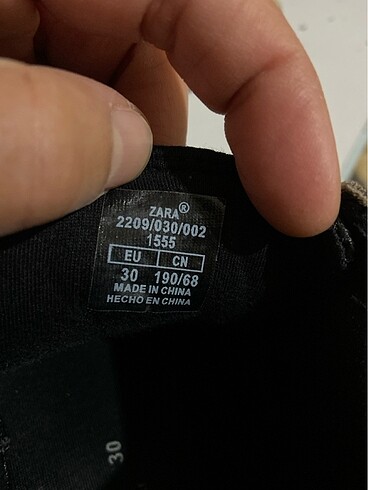 ZARA®
2209/030/002
1555
EU CN
30 190/68
MADE IN CHINA
HECHO EN CHINA
30